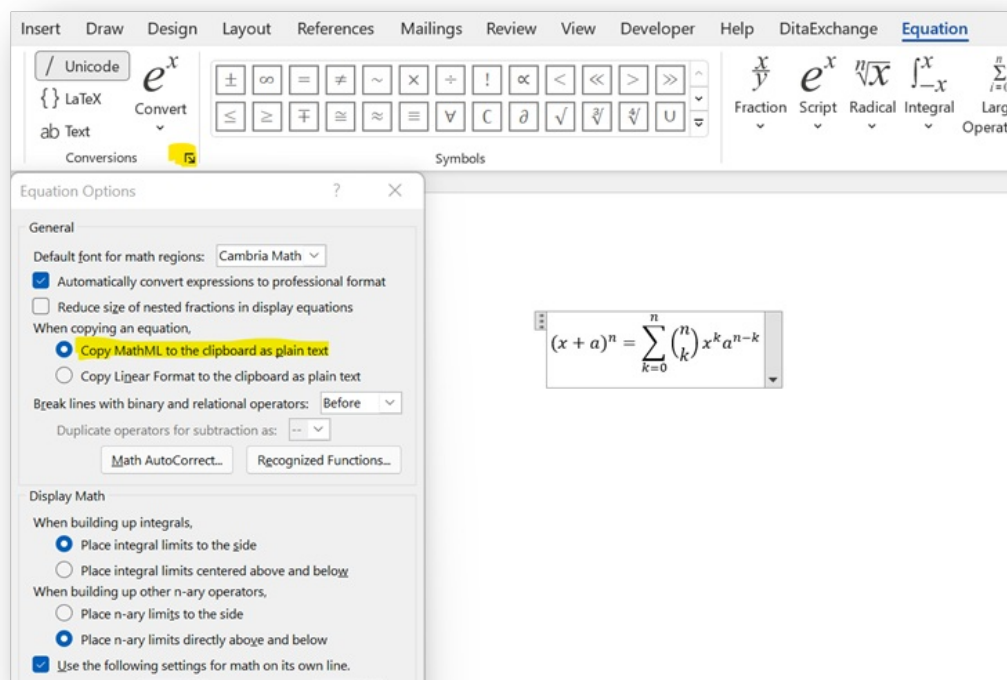 Insert Draw Design Layout References Mailings Review View Developer Help DitaExchange Equation
/ Unicode
{} LaTeX
ab Text
e^x
Convert
Conversions
± ∞ = ≠ ~ × ÷ ! ∝ < ≪ > ≫
≤ ≥ ∓ ≅ ≈ ≡ ∀ ∁ ∂ √ ∛ ∜ ∪
Symbols
x/y e^x ⁿ√x ∫ˣ₋ₓ
Fraction Script Radical Integral
Equation Options ? ×
General
Default font for math regions: Cambria Math
Automatically convert expressions to professional format
Reduce size of nested fractions in display equations
When copying an equation,
Copy MathML to the clipboard as plain text
Copy Linear Format to the clipboard as plain text
Break lines with binary and relational operators: Before
Duplicate operators for subtraction as: --
Math AutoCorrect... Recognized Functions...
Display Math
When building up integrals,
Place integral limits to the side
Place integral limits centered above and below
When building up other n-ary operators,
Place n-ary limits to the side
Place n-ary limits directly above and below
Use the following settings for math on its own line.
(x + a)^n = ∑_{k=0}^{n} (n k) x^k a^{n−k}